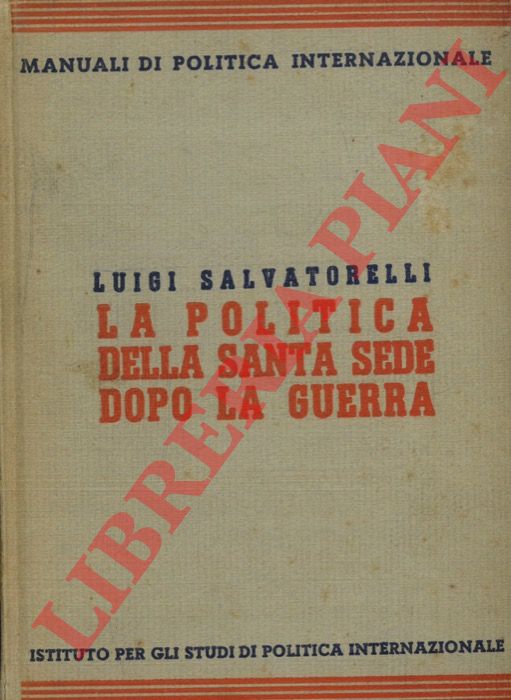 MANUALI DI POLITICA INTERNAZIONALE
LUIGI SALVATORELLI
LA POLITICA
DELLA SANTA SEDE
DOPO LA GUERRA
ISTITUTO PER GLI STUDI DI POLITICA INTERNAZIONALE
LIBRERIA PIANI